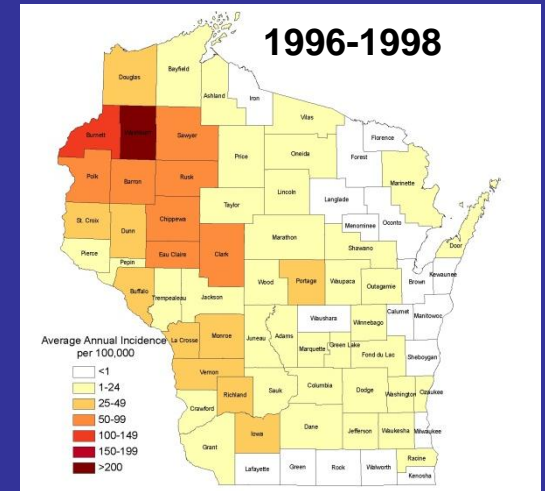 1996-1998
Douglas
Bayfield
Ashland
Iron
Vilas
Florence
Burnett
Sawyer
Price
Oneida
Forest
Marinette
Polk
Barron
Rusk
Lincoln
Langlade
Taylor
Oconto
Chippewa
Menominee
St. Croix
Dunn
Marathon
Shawano
Door
Pierce
Pepin
Eau Claire
Clark
Kewaunee
Brown
Buffalo
Trempealeau
Jackson
Wood
Portage
Waupaca
Outagamie
Calumet
Manitowoc
Waushara
Winnebago
Average Annual Incidence
per 100,000
La Crosse
Monroe
Juneau
Adams
Marquette
Green Lake
Fond du Lac
Sheboygan
<1
1-24
25-49
50-99
100-149
150-199
>200
Vernon
Richland
Sauk
Columbia
Dodge
Washington
Ozaukee
Crawford
Grant
Iowa
Dane
Jefferson
Waukesha
Milwaukee
Lafayette
Green
Rock
Walworth
Racine
Kenosha